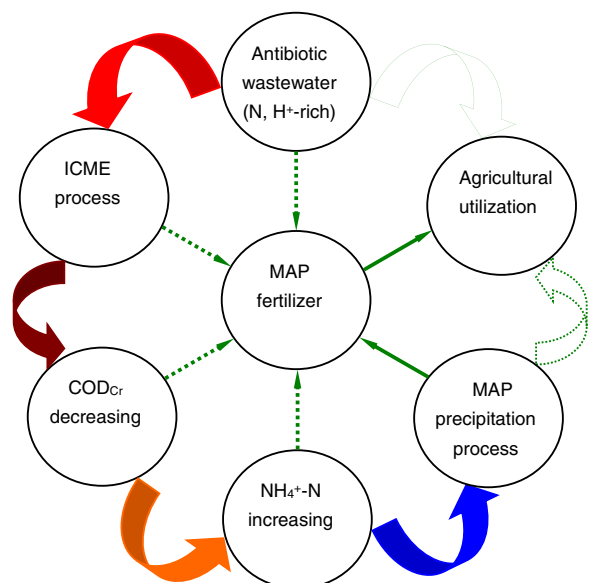 Antibiotic
wastewater
(N, H⁺-rich)
ICME
process
Agricultural
utilization
MAP
fertilizer
CODCr
decreasing
MAP
precipitation
process
NH₄⁺-N
increasing